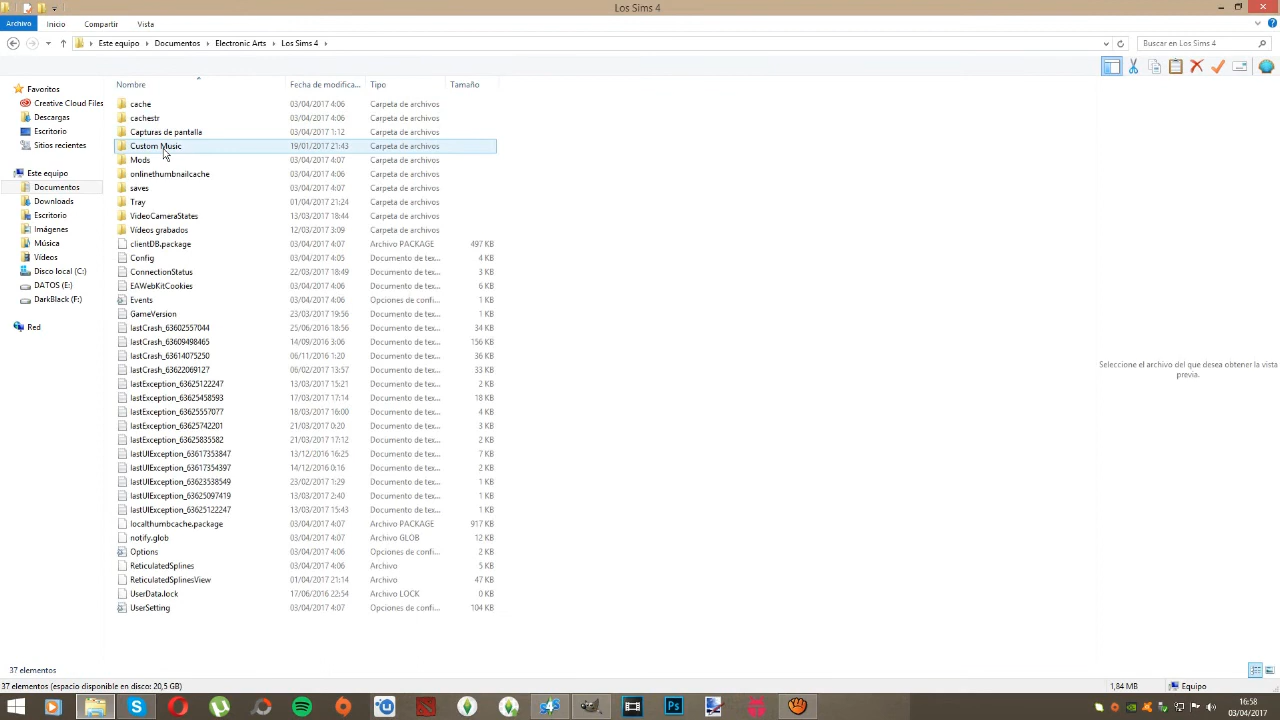 Los Sims 4
Archivo Inicio Compartir Vista
Este equipo Documentos Electronic Arts Los Sims 4 Buscar en Los Sims 4
Nombre Fecha de modifica... Tipo Tamaño
Favoritos
Creative Cloud Files
Descargas
Escritorio
Sitios recientes
Este equipo
Documentos
Downloads
Escritorio
Imágenes
Música
Vídeos
Disco local (C:)
DATOS (E:)
DarkBlack (F:)
Red
cache 03/04/2017 4:06 Carpeta de archivos
cachestr 03/04/2017 4:06 Carpeta de archivos
Capturas de pantalla 03/04/2017 1:12 Carpeta de archivos
Custom Music 19/01/2017 21:43 Carpeta de archivos
Mods 03/04/2017 4:07 Carpeta de archivos
onlinethumbnailcache 03/04/2017 4:06 Carpeta de archivos
saves 03/04/2017 4:07 Carpeta de archivos
Tray 01/04/2017 21:24 Carpeta de archivos
VideoCameraStates 13/03/2017 18:44 Carpeta de archivos
Vídeos grabados 12/03/2017 3:09 Carpeta de archivos
clientDB.package 03/04/2017 4:07 Archivo PACKAGE 497 KB
Config 03/04/2017 4:05 Documento de tex... 4 KB
ConnectionStatus 22/03/2017 18:49 Documento de tex... 3 KB
EAWebKitCookies 03/04/2017 4:06 Documento de tex... 6 KB
Events 03/04/2017 4:06 Opciones de confi... 1 KB
GameVersion 23/03/2017 19:56 Documento de tex... 1 KB
lastCrash_63602557044 25/06/2016 18:56 Documento de tex... 34 KB
lastCrash_63609498465 14/09/2016 3:06 Documento de tex... 156 KB
lastCrash_63614075250 06/11/2016 1:20 Documento de tex... 36 KB
lastCrash_63622069127 06/02/2017 13:57 Documento de tex... 33 KB
lastException_63625122247 13/03/2017 15:21 Documento de tex... 2 KB
lastException_63625458593 17/03/2017 17:14 Documento de tex... 18 KB
lastException_63625557077 18/03/2017 16:00 Documento de tex... 4 KB
lastException_63625742201 21/03/2017 0:20 Documento de tex... 3 KB
lastException_63625835582 21/03/2017 17:12 Documento de tex... 2 KB
lastUIException_63617353847 13/12/2016 16:25 Documento de tex... 7 KB
lastUIException_63617354397 14/12/2016 0:16 Documento de tex... 2 KB
lastUIException_63623538549 23/02/2017 1:29 Documento de tex... 1 KB
lastUIException_63625097419 13/03/2017 2:40 Documento de tex... 1 KB
lastUIException_63625122247 13/03/2017 15:43 Documento de tex... 1 KB
localthumbcache.package 03/04/2017 4:07 Archivo PACKAGE 917 KB
notify.glob 03/04/2017 4:07 Archivo GLOB 12 KB
Options 03/04/2017 4:06 Opciones de confi... 2 KB
ReticulatedSplines 03/04/2017 4:06 Archivo 5 KB
ReticulatedSplinesView 01/04/2017 21:14 Archivo 47 KB
UserData.lock 17/06/2016 22:54 Archivo LOCK 0 KB
UserSetting 03/04/2017 4:07 Opciones de confi... 104 KB
Seleccione el archivo del que desea obtener la vista
previa.
37 elementos
37 elementos (espacio disponible en disco: 20,5 GB) 1,84 MB Equipo
16:58
03/04/2017